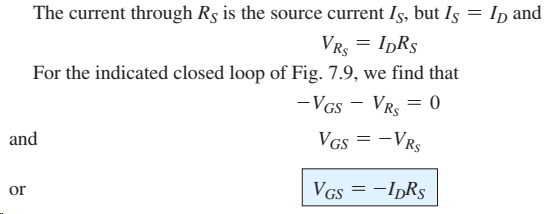 The current through R_S is the source current I_S, but I_S = I_D and
V_{R_S} = I_D R_S
For the indicated closed loop of Fig. 7.9, we find that
−V_{GS} − V_{R_S} = 0
and V_{GS} = −V_{R_S}
or V_{GS} = −I_D R_S